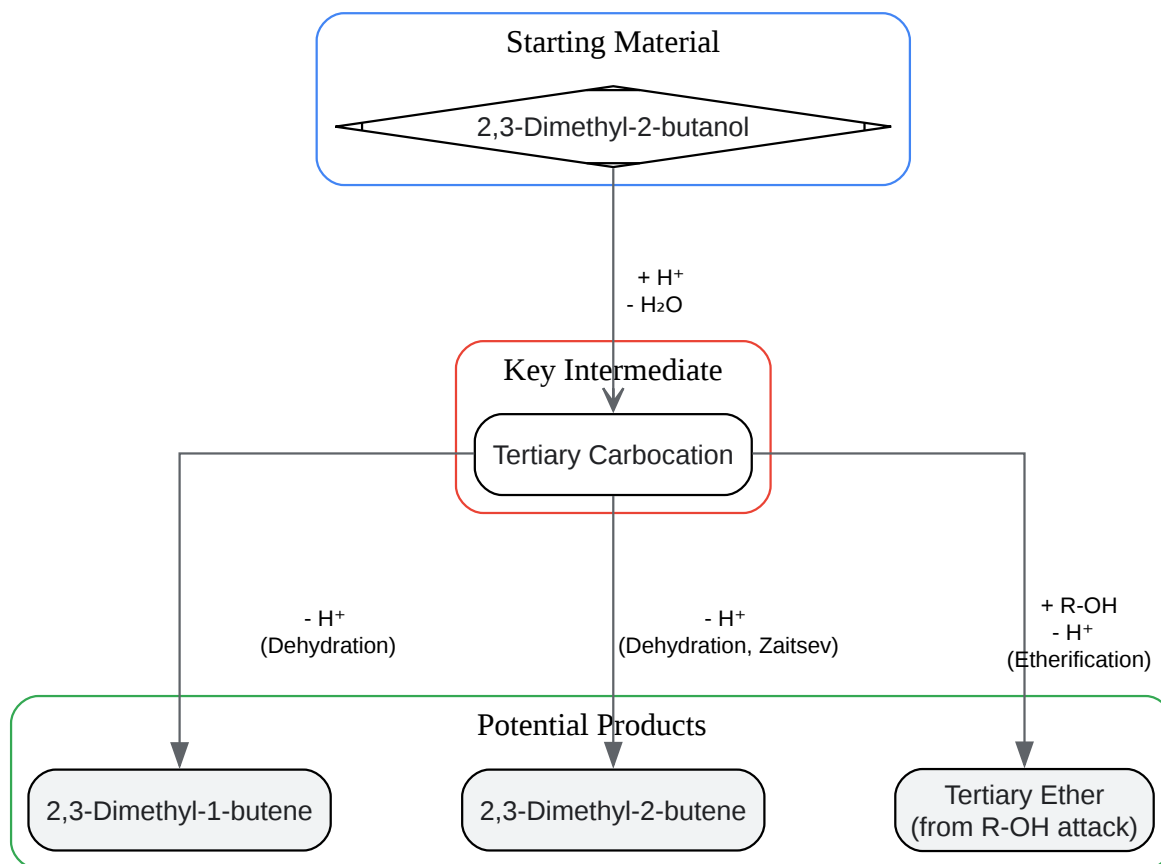 Starting Material
2,3-Dimethyl-2-butanol
+ H⁺
- H₂O
Key Intermediate
Tertiary Carbocation
- H⁺
(Dehydration)
- H⁺
(Dehydration, Zaitsev)
+ R-OH
- H⁺
(Etherification)
Potential Products
2,3-Dimethyl-1-butene
2,3-Dimethyl-2-butene
Tertiary Ether
(from R-OH attack)